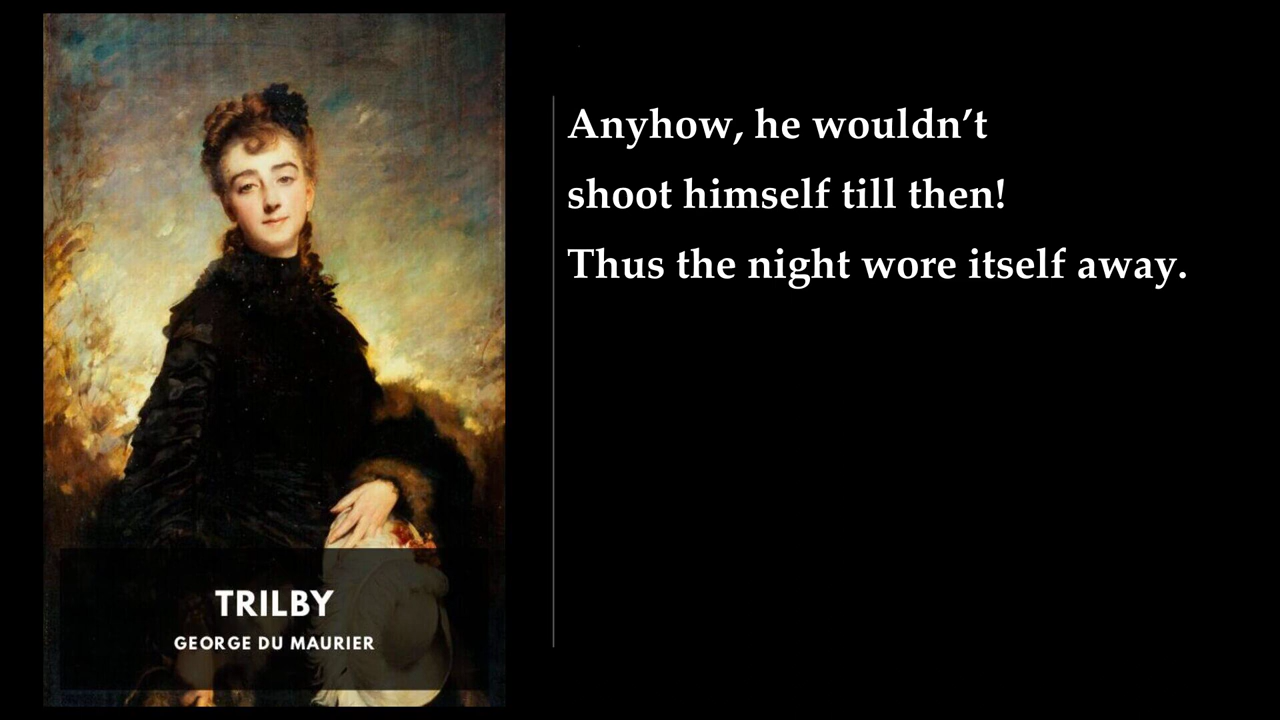 TRILBY
GEORGE DU MAURIER
Anyhow, he wouldn’t
shoot himself till then!
Thus the night wore itself away.